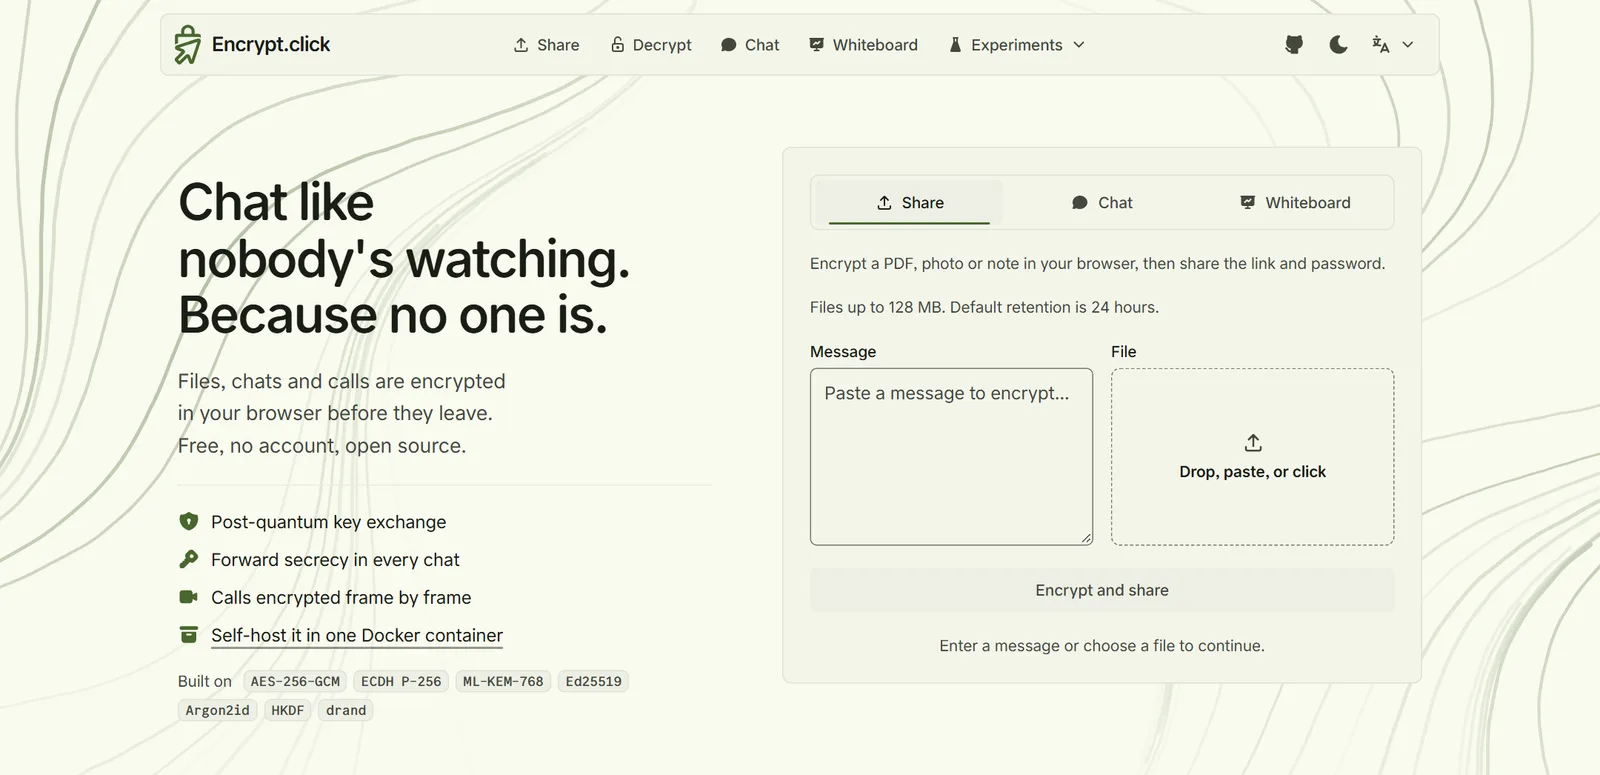 Encrypt.click
Share
Decrypt
Chat
Whiteboard
Experiments
Chat like
nobody's watching.
Because no one is.
Files, chats and calls are encrypted
in your browser before they leave.
Free, no account, open source.
Post-quantum key exchange
Forward secrecy in every chat
Calls encrypted frame by frame
Self-host it in one Docker container
Built on AES-256-GCM ECDH P-256 ML-KEM-768 Ed25519
Argon2id HKDF drand
Share
Chat
Whiteboard
Encrypt a PDF, photo or note in your browser, then share the link and password.
Files up to 128 MB. Default retention is 24 hours.
Message
Paste a message to encrypt...
File
Drop, paste, or click
Encrypt and share
Enter a message or choose a file to continue.